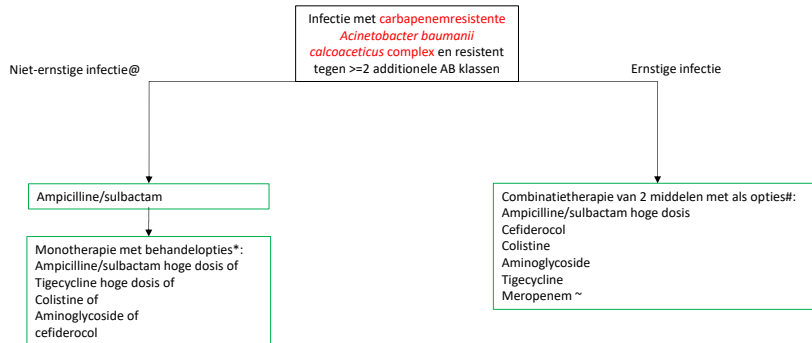 Infectie met carbapenemresistente
Acinetobacter baumanii
calcoaceticus complex en resistent
tegen >=2 additionele AB klassen
Niet-ernstige infectie@
Ernstige infectie
Ampicilline/sulbactam
Monotherapie met behandelopties*:
Ampicilline/sulbactam hoge dosis of
Tigecycline hoge dosis of
Colistine of
Aminoglycoside of
cefiderocol
Combinatietherapie van 2 middelen met als opties#:
Ampicilline/sulbactam hoge dosis
Cefiderocol
Colistine
Aminoglycoside
Tigecycline
Meropenem ~